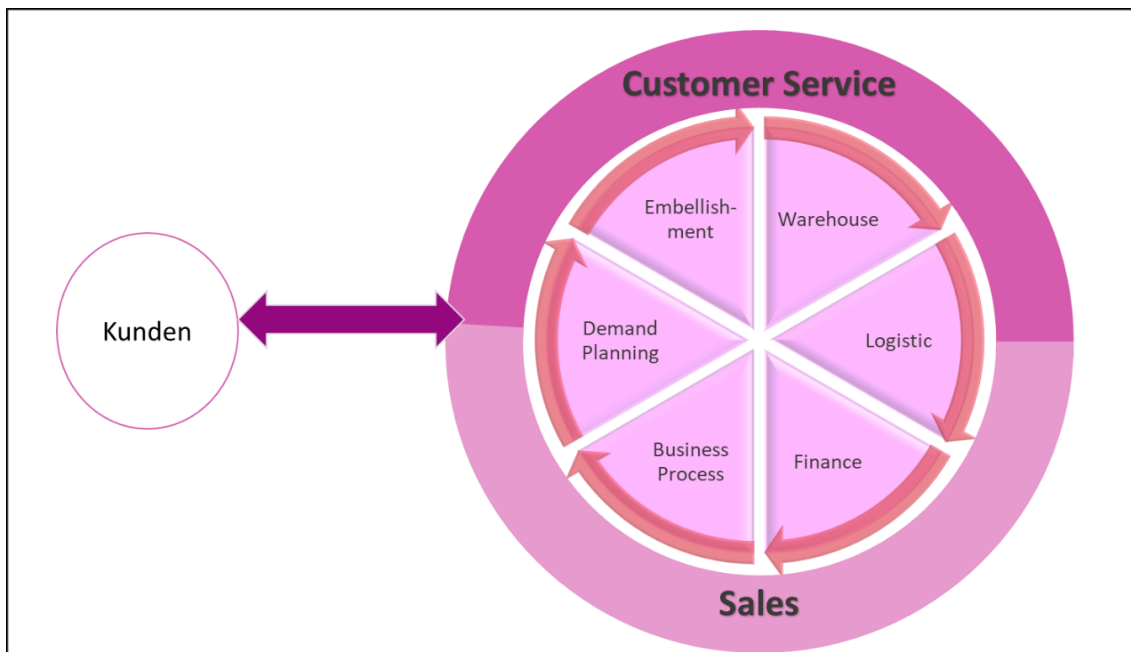 Customer Service
Embellish-
ment
Warehouse
Kunden
Demand
Planning
Logistic
Business
Process
Finance
Sales